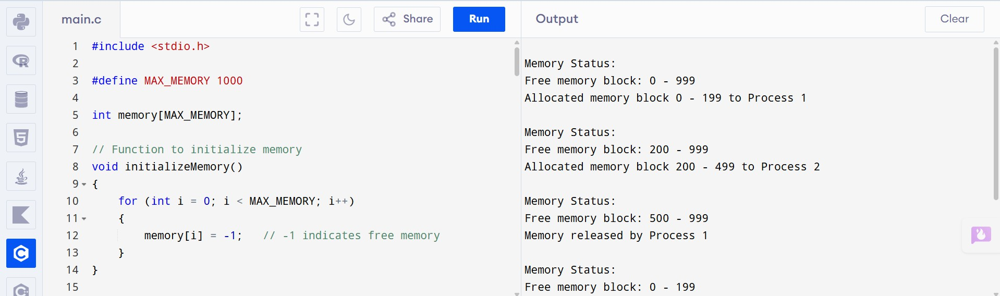 main.c
Share
Run
Output
Clear
1 #include <stdio.h>
2
3 #define MAX_MEMORY 1000
4
5 int memory[MAX_MEMORY];
6
7 // Function to initialize memory
8 void initializeMemory()
9 {
10     for (int i = 0; i < MAX_MEMORY; i++)
11     {
12         memory[i] = -1;   // -1 indicates free memory
13     }
14 }
15
Memory Status:
Free memory block: 0 - 999
Allocated memory block 0 - 199 to Process 1
Memory Status:
Free memory block: 200 - 999
Allocated memory block 200 - 499 to Process 2
Memory Status:
Free memory block: 500 - 999
Memory released by Process 1
Memory Status:
Free memory block: 0 - 199